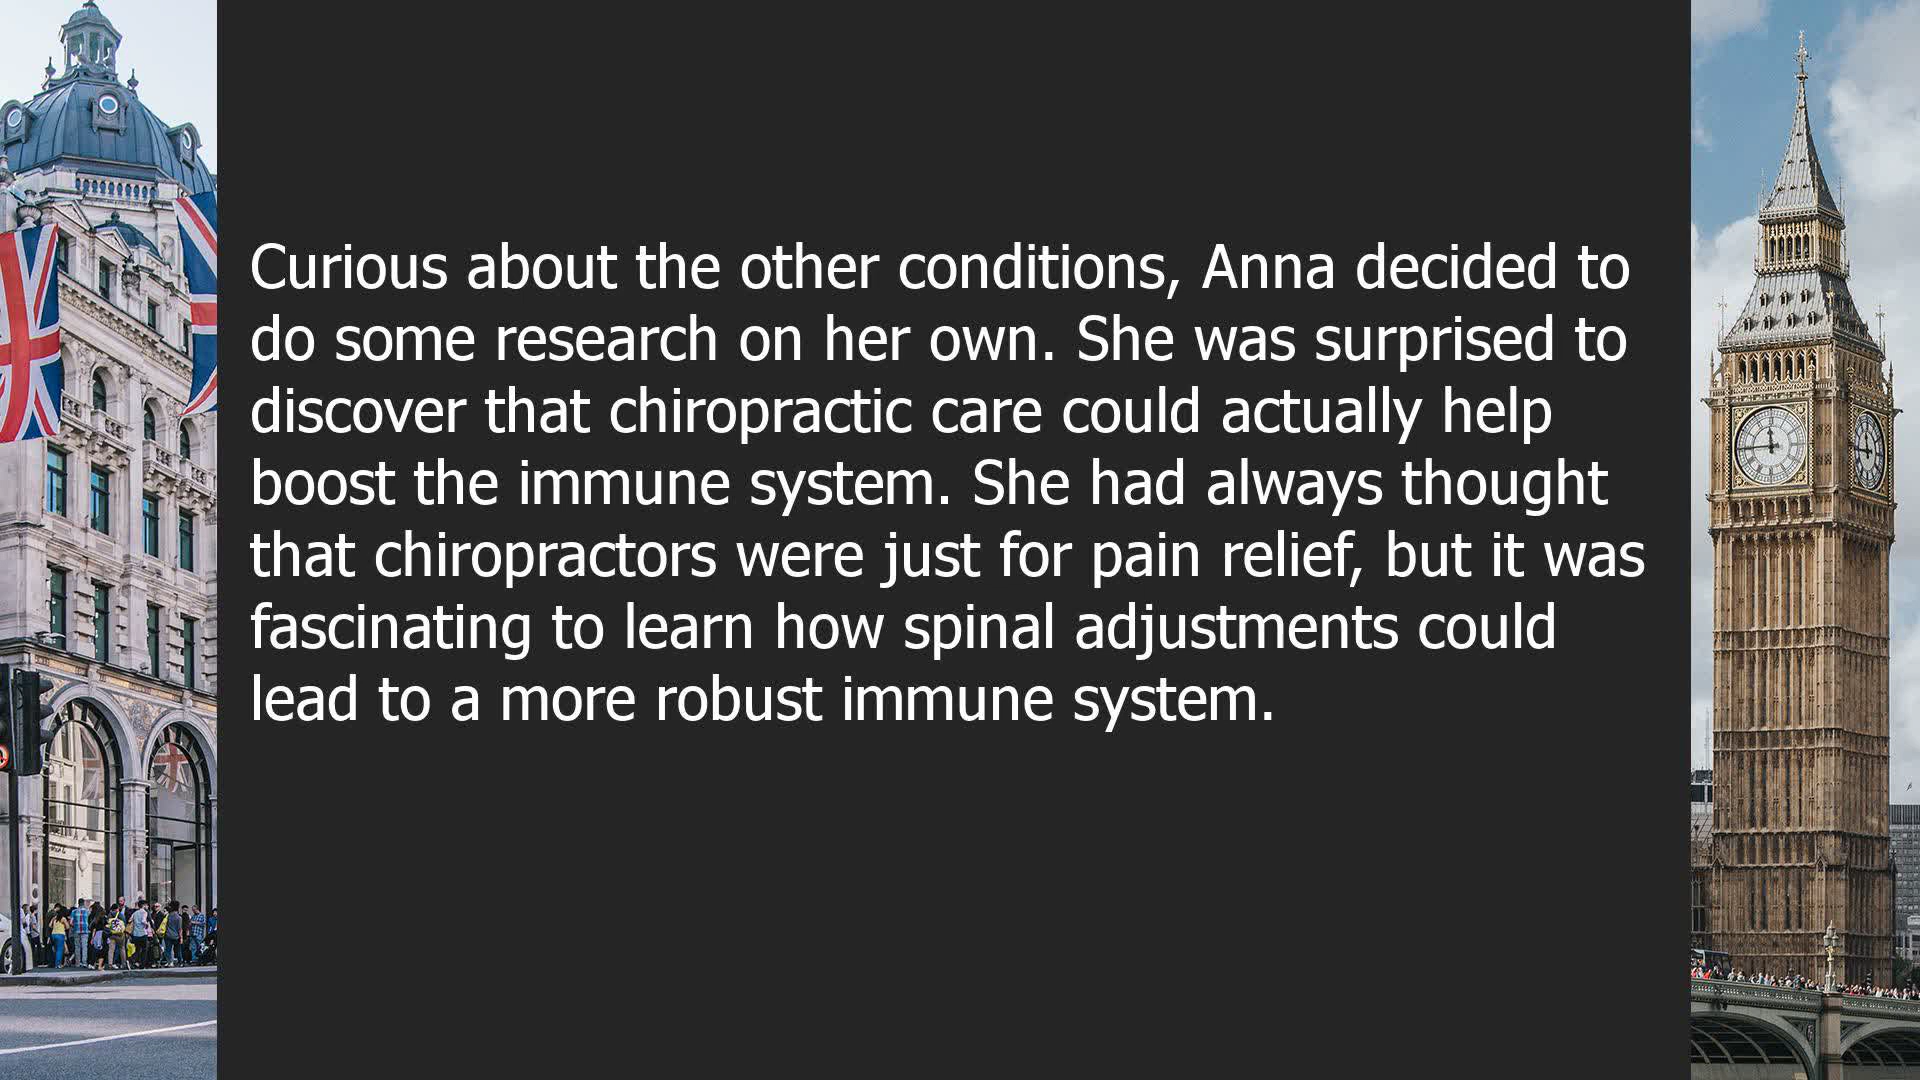 Curious about the other conditions, Anna decided to
do some research on her own. She was surprised to
discover that chiropractic care could actually help
boost the immune system. She had always thought
that chiropractors were just for pain relief, but it was
fascinating to learn how spinal adjustments could
lead to a more robust immune system.